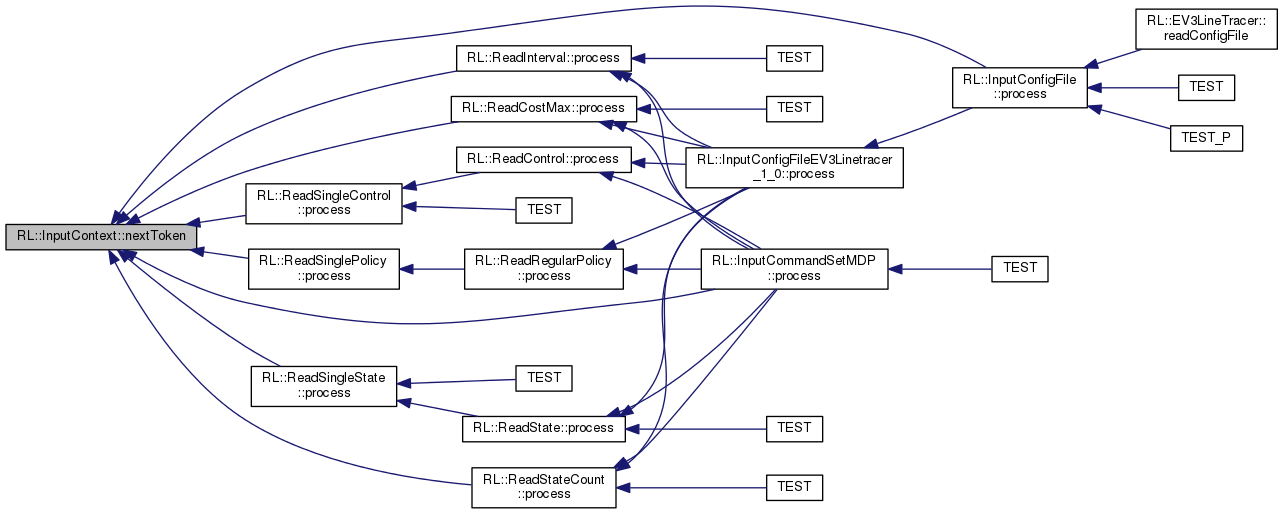 RL::EV3LineTracer::
readConfigFile
RL::ReadInterval::process
TEST
RL::InputConfigFile
::process
TEST
RL::ReadCostMax::process
TEST
TEST_P
RL::ReadControl::process
RL::InputConfigFileEV3Linetracer
_1_0::process
RL::ReadSingleControl
::process
TEST
RL::InputContext::nextToken
RL::ReadSinglePolicy
::process
RL::ReadRegularPolicy
::process
RL::InputCommandSetMDP
::process
TEST
RL::ReadSingleState
::process
TEST
RL::ReadState::process
TEST
RL::ReadStateCount
::process
TEST